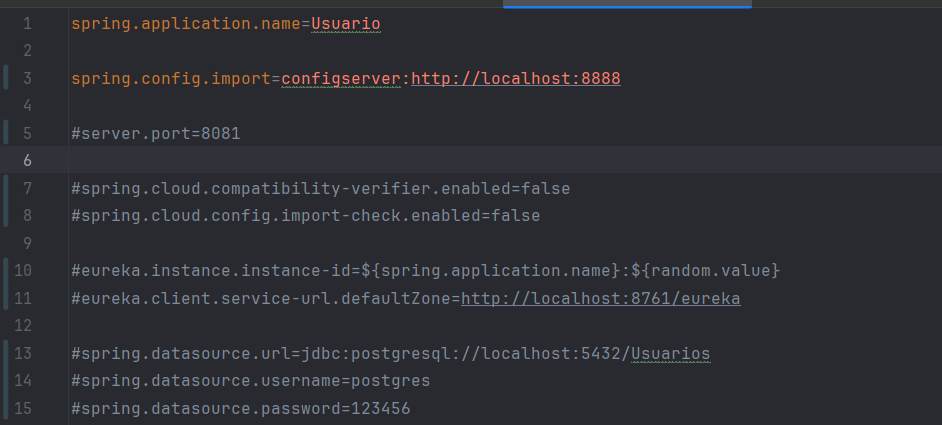 1 spring.application.name=Usuario
2
3 spring.config.import=configserver:http://localhost:8888
4
5 #server.port=8081
6
7 #spring.cloud.compatibility-verifier.enabled=false
8 #spring.cloud.config.import-check.enabled=false
9
10 #eureka.instance.instance-id=${spring.application.name}:${random.value}
11 #eureka.client.service-url.defaultZone=http://localhost:8761/eureka
12
13 #spring.datasource.url=jdbc:postgresql://localhost:5432/Usuarios
14 #spring.datasource.username=postgres
15 #spring.datasource.password=123456